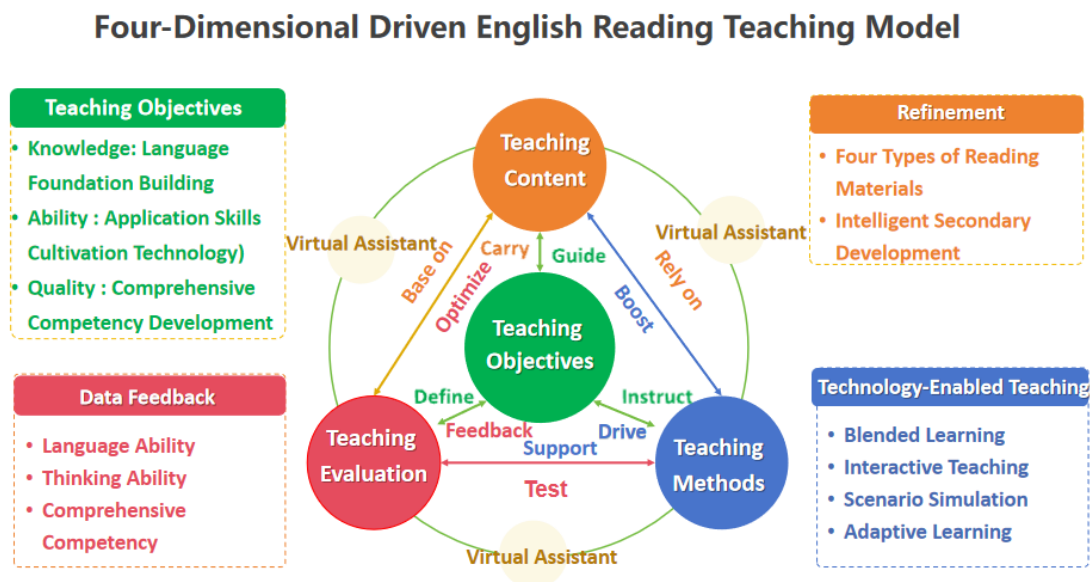 Four-Dimensional Driven English Reading Teaching Model
Teaching Objectives
• Knowledge: Language
Foundation Building
• Ability : Application Skills
Cultivation Technology)
• Quality : Comprehensive
Competency Development
Data Feedback
• Language Ability
• Thinking Ability
• Comprehensive
Competency
Teaching
Content
Virtual Assistant
Virtual Assistant
Base on
Optimize
Carry
Guide
Rely on
Boost
Teaching
Objectives
Define
Feedback
Instruct
Drive
Teaching
Evaluation
Support
Test
Teaching
Methods
Virtual Assistant
Refinement
• Four Types of Reading
Materials
• Intelligent Secondary
Development
Technology-Enabled Teaching
• Blended Learning
• Interactive Teaching
• Scenario Simulation
• Adaptive Learning